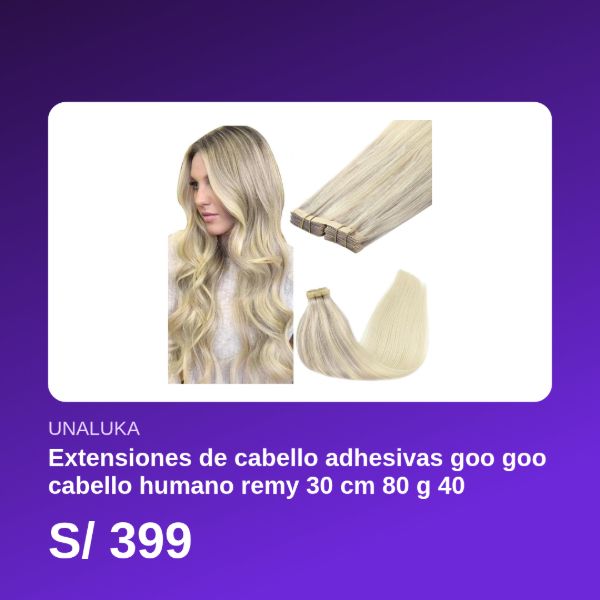 UNALUKA
Extensiones de cabello adhesivas goo goo
cabello humano remy 30 cm 80 g 40
S/ 399